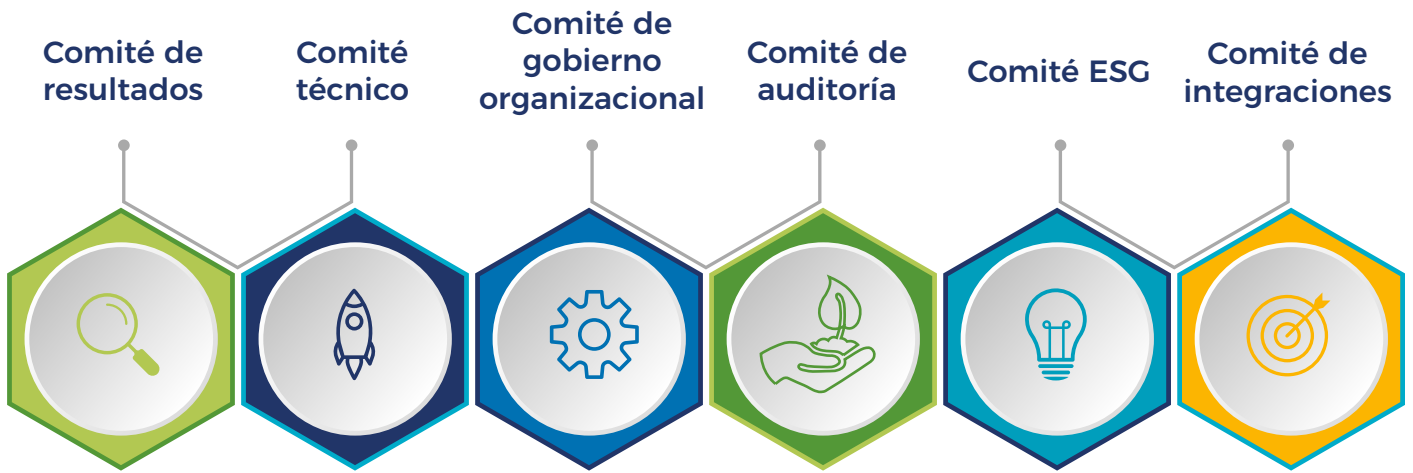 Comité de
resultados
Comité
técnico
Comité de
gobierno
organizacional
Comité de
auditoría
Comité ESG
Comité de
integraciones